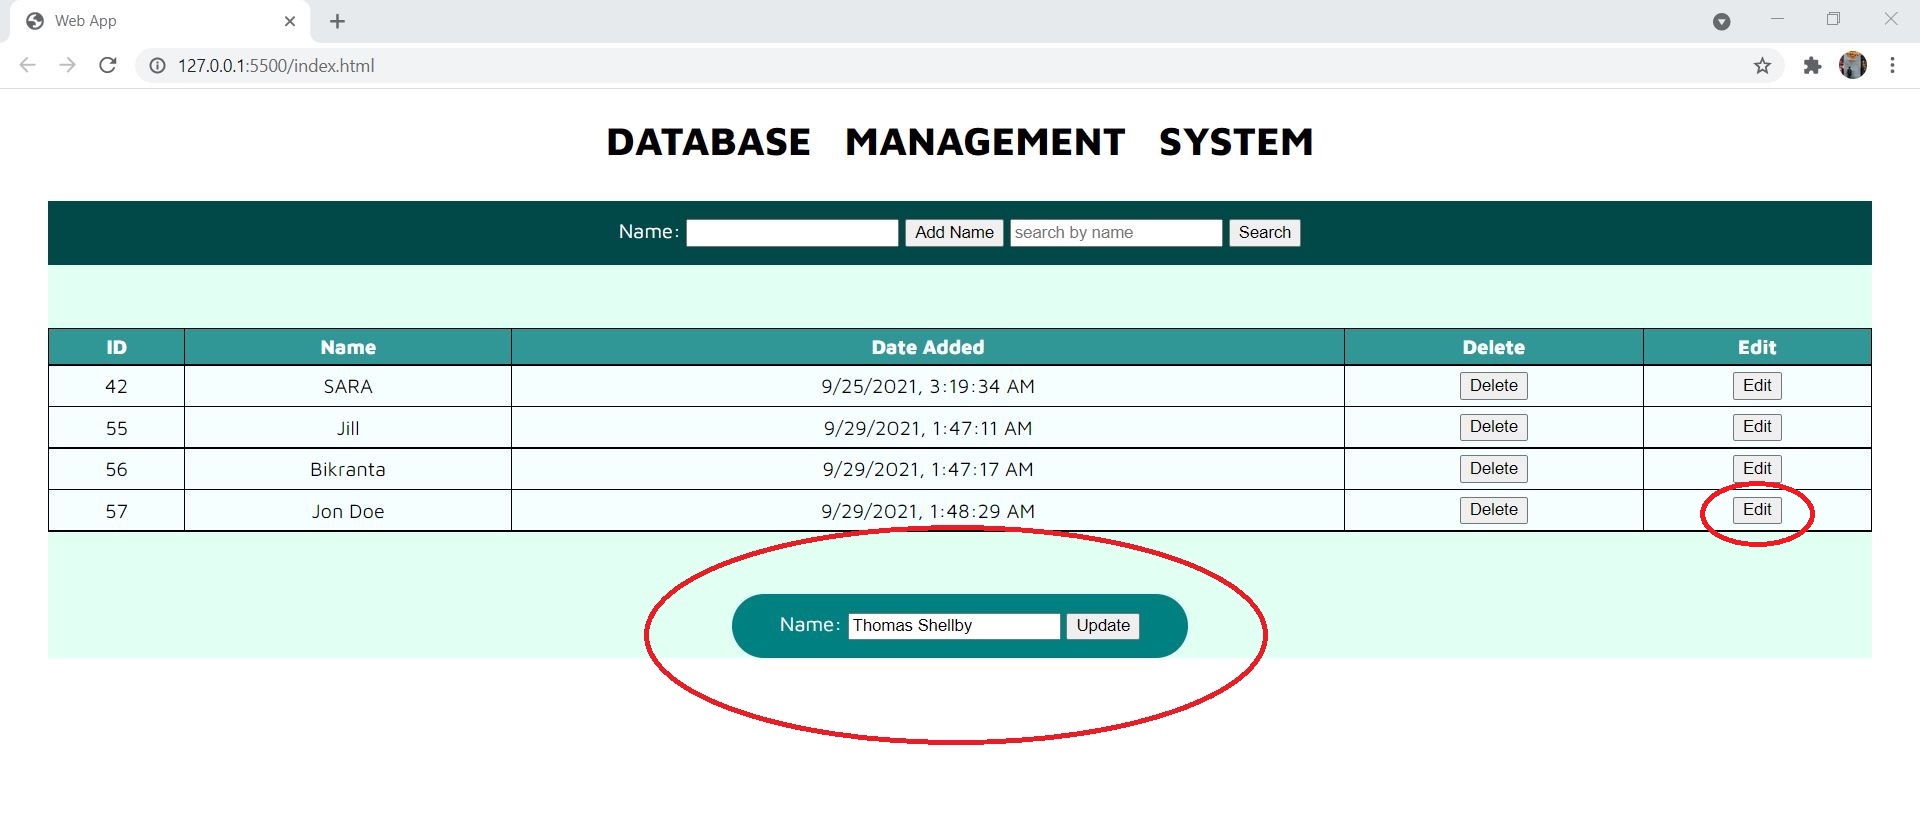 Web App
127.0.0.1:5500/index.html
DATABASE MANAGEMENT SYSTEM
Name: Add Name search by name Search
ID Name Date Added Delete Edit
42 SARA 9/25/2021, 3:19:34 AM Delete Edit
55 Jill 9/29/2021, 1:47:11 AM Delete Edit
56 Bikranta 9/29/2021, 1:47:17 AM Delete Edit
57 Jon Doe 9/29/2021, 1:48:29 AM Delete Edit
Name: Thomas Shellby Update